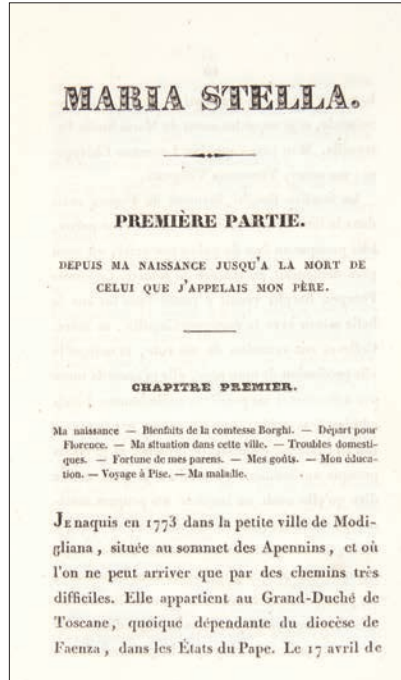 MARIA STELLA.
PREMIÈRE PARTIE.
DEPUIS MA NAISSANCE JUSQU'A LA MORT DE
CELUI QUE J'APPELAIS MON PÈRE.
CHAPITRE PREMIER.
Ma naissance — Bienfaits de la comtesse Borghi. — Départ pour
Florence. — Ma situation dans cette ville. — Troubles domesti-
ques. — Fortune de mes parens. — Mes goûts. — Mon éduca-
tion. — Voyage à Pise. — Ma maladie.
JE naquis en 1773 dans la petite ville de Modi-
gliana, située au sommet des Apennins, et où
l'on ne peut arriver que par des chemins très
difficiles. Elle appartient au Grand-Duché de
Toscane, quoique dépendante du diocèse de
Faenza, dans les États du Pape. Le 17 avril de